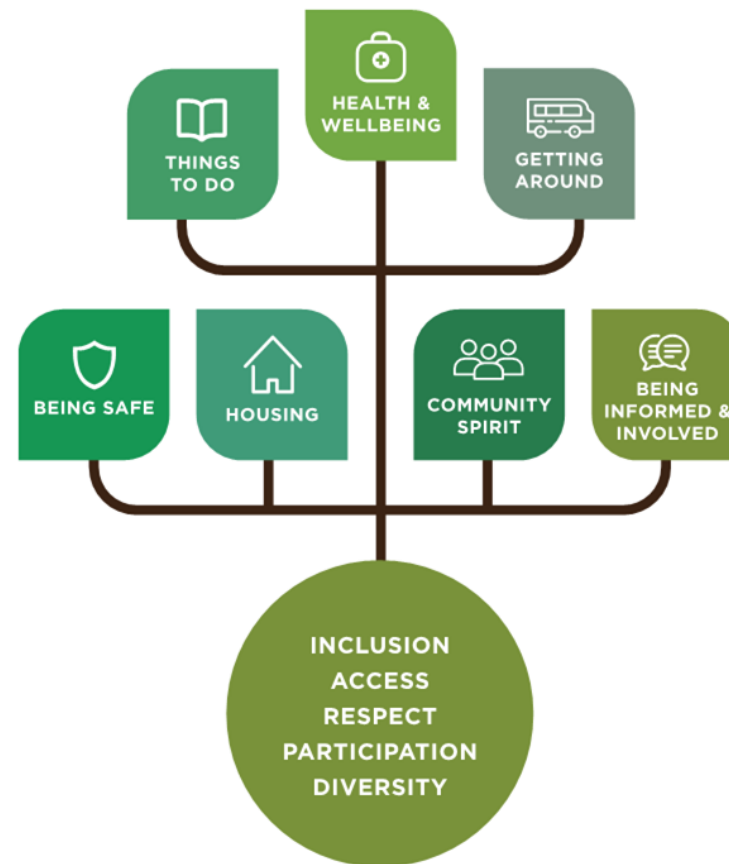 HEALTH &
WELLBEING
THINGS
TO DO
GETTING
AROUND
BEING SAFE
HOUSING
COMMUNITY
SPIRIT
BEING
INFORMED &
INVOLVED
INCLUSION
ACCESS
RESPECT
PARTICIPATION
DIVERSITY